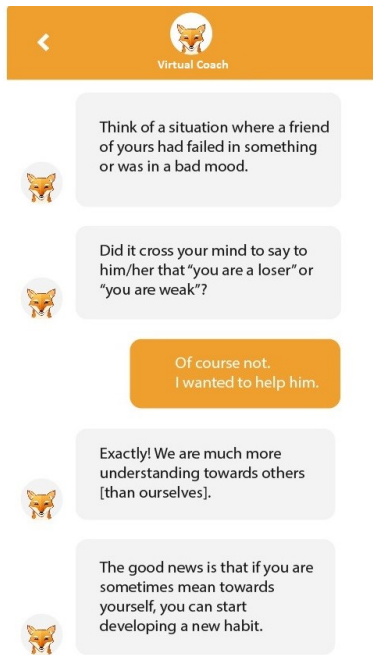 Virtual Coach
Think of a situation where a friend
of yours had failed in something
or was in a bad mood.
Did it cross your mind to say to
him/her that “you are a loser” or
“you are weak”?
Of course not.
I wanted to help him.
Exactly! We are much more
understanding towards others
[than ourselves].
The good news is that if you are
sometimes mean towards
yourself, you can start
developing a new habit.